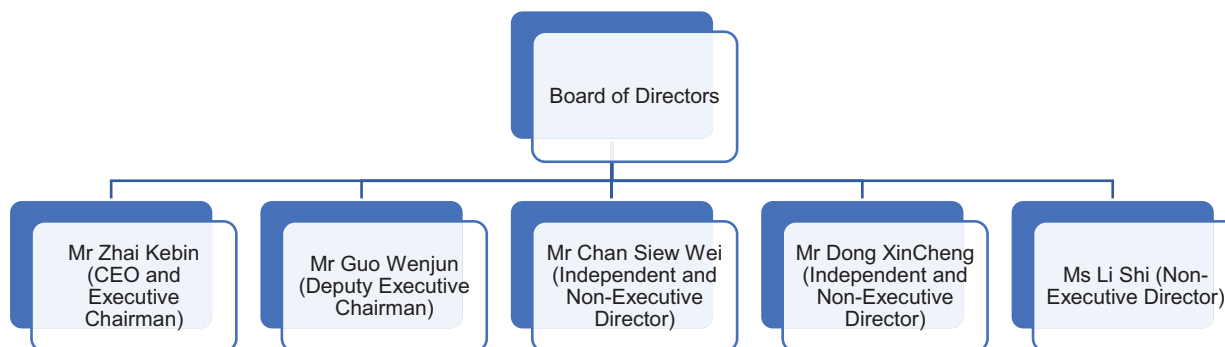 Board of Directors
Mr Zhai Kebin
(CEO and
Executive
Chairman)
Mr Guo Wenjun
(Deputy Executive
Chairman)
Mr Chan Siew Wei
(Independent and
Non-Executive
Director)
Mr Dong XinCheng
(Independent and
Non-Executive
Director)
Ms Li Shi (Non-
Executive Director)